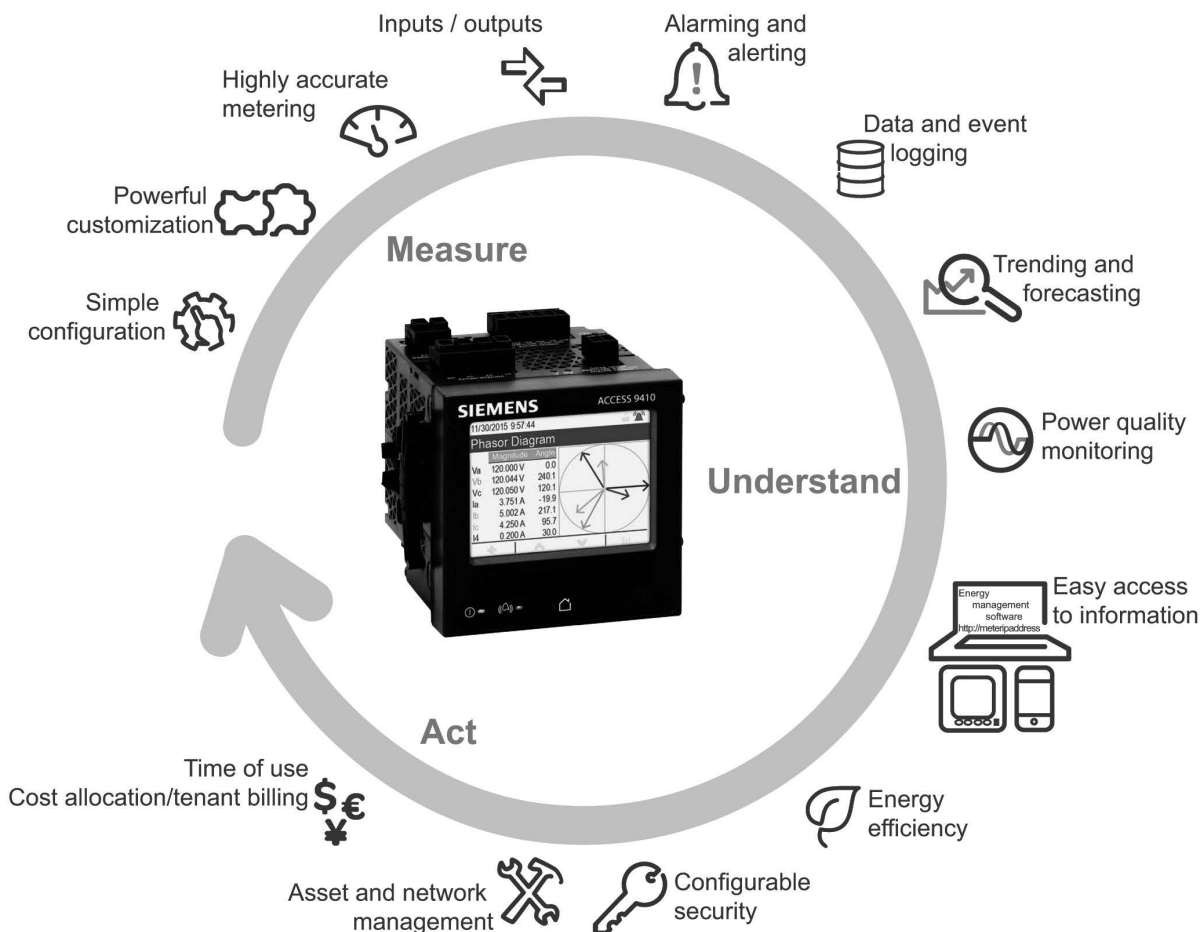 Inputs / outputs
Alarming and
alerting
Highly accurate
metering
Data and event
logging
Powerful
customization
Measure
Trending and
forecasting
Simple
configuration
SIEMENS
ACCESS 9410
11/30/2015 9:57:44
Phasor Diagram
Magnitude Angle
Va 120.000 V 0.0
Vb 120.044 V 240.1
Vc 120.050 V 120.1
Ia 3.751 A -19.9
Ib 5.002 A 217.1
Ic 4.250 A 95.7
I4 0.200 A 30.0
Power quality
monitoring
Understand
Energy
management
software
http://meteripaddress
Easy access
to information
Act
Time of use
Cost allocation/tenant billing
$ €
¥
Energy
efficiency
Asset and network
management
Configurable
security